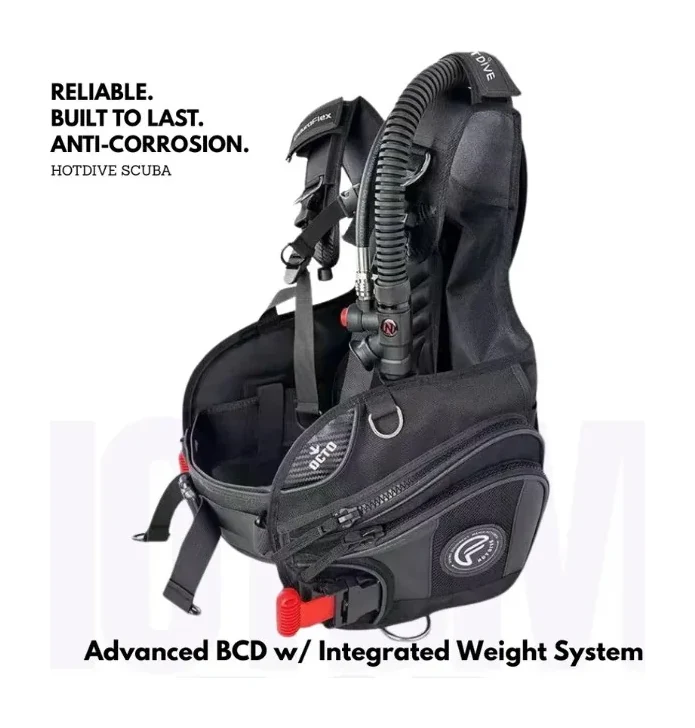 RELIABLE.
BUILT TO LAST.
ANTI-CORROSION.
HOTDIVE SCUBA
OCTO
N
HOTDIVE
Advanced BCD w/ Integrated Weight System